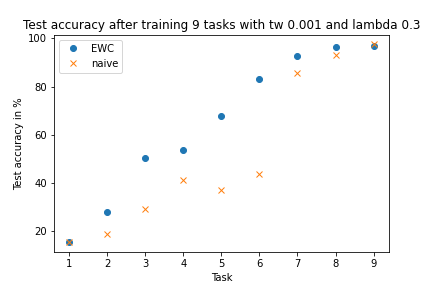 Test accuracy after training 9 tasks with tw 0.001 and lambda 0.3
100
80
60
40
20
Test accuracy in %
EWC
naive
1 2 3 4 5 6 7 8 9
Task